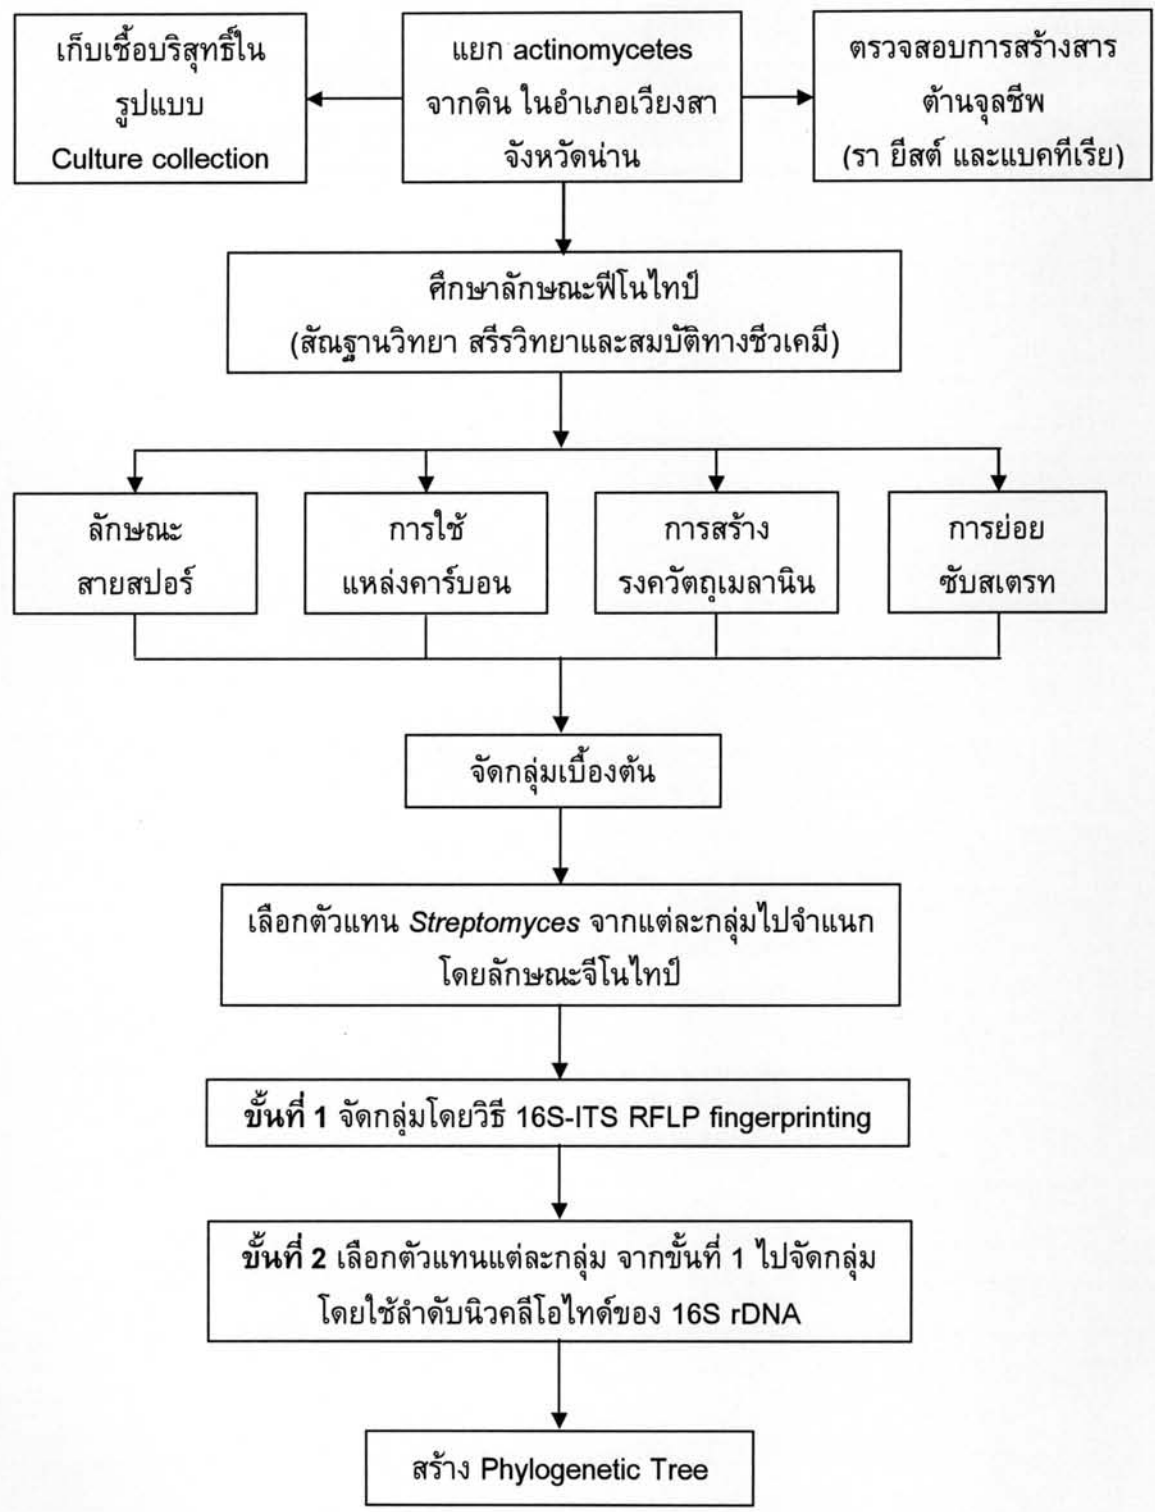 เก็บเชื้อบริสุทธิ์ใน
รูปแบบ
Culture collection
แยก actinomycetes
จากดิน ในอำเภอเวียงสา
จังหวัดน่าน
ตรวจสอบการสร้างสาร
ต้านจุลชีพ
(รา ยีสต์ และแบคทีเรีย)
ศึกษาลักษณะฟีโนไทป์
(สัณฐานวิทยา สรีรวิทยาและสมบัติทางชีวเคมี)
ลักษณะ
สายสปอร์
การใช้
แหล่งคาร์บอน
การสร้าง
รงควัตถุเมลานิน
การย่อย
ซับสเตรท
จัดกลุ่มเบื้องต้น
เลือกตัวแทน Streptomyces จากแต่ละกลุ่มไปจำแนก
โดยลักษณะจีโนไทป์
ขั้นที่ 1 จัดกลุ่มโดยวิธี 16S-ITS RFLP fingerprinting
ขั้นที่ 2 เลือกตัวแทนแต่ละกลุ่ม จากขั้นที่ 1 ไปจัดกลุ่ม
โดยใช้ลำดับนิวคลีโอไทด์ของ 16S rDNA
สร้าง Phylogenetic Tree